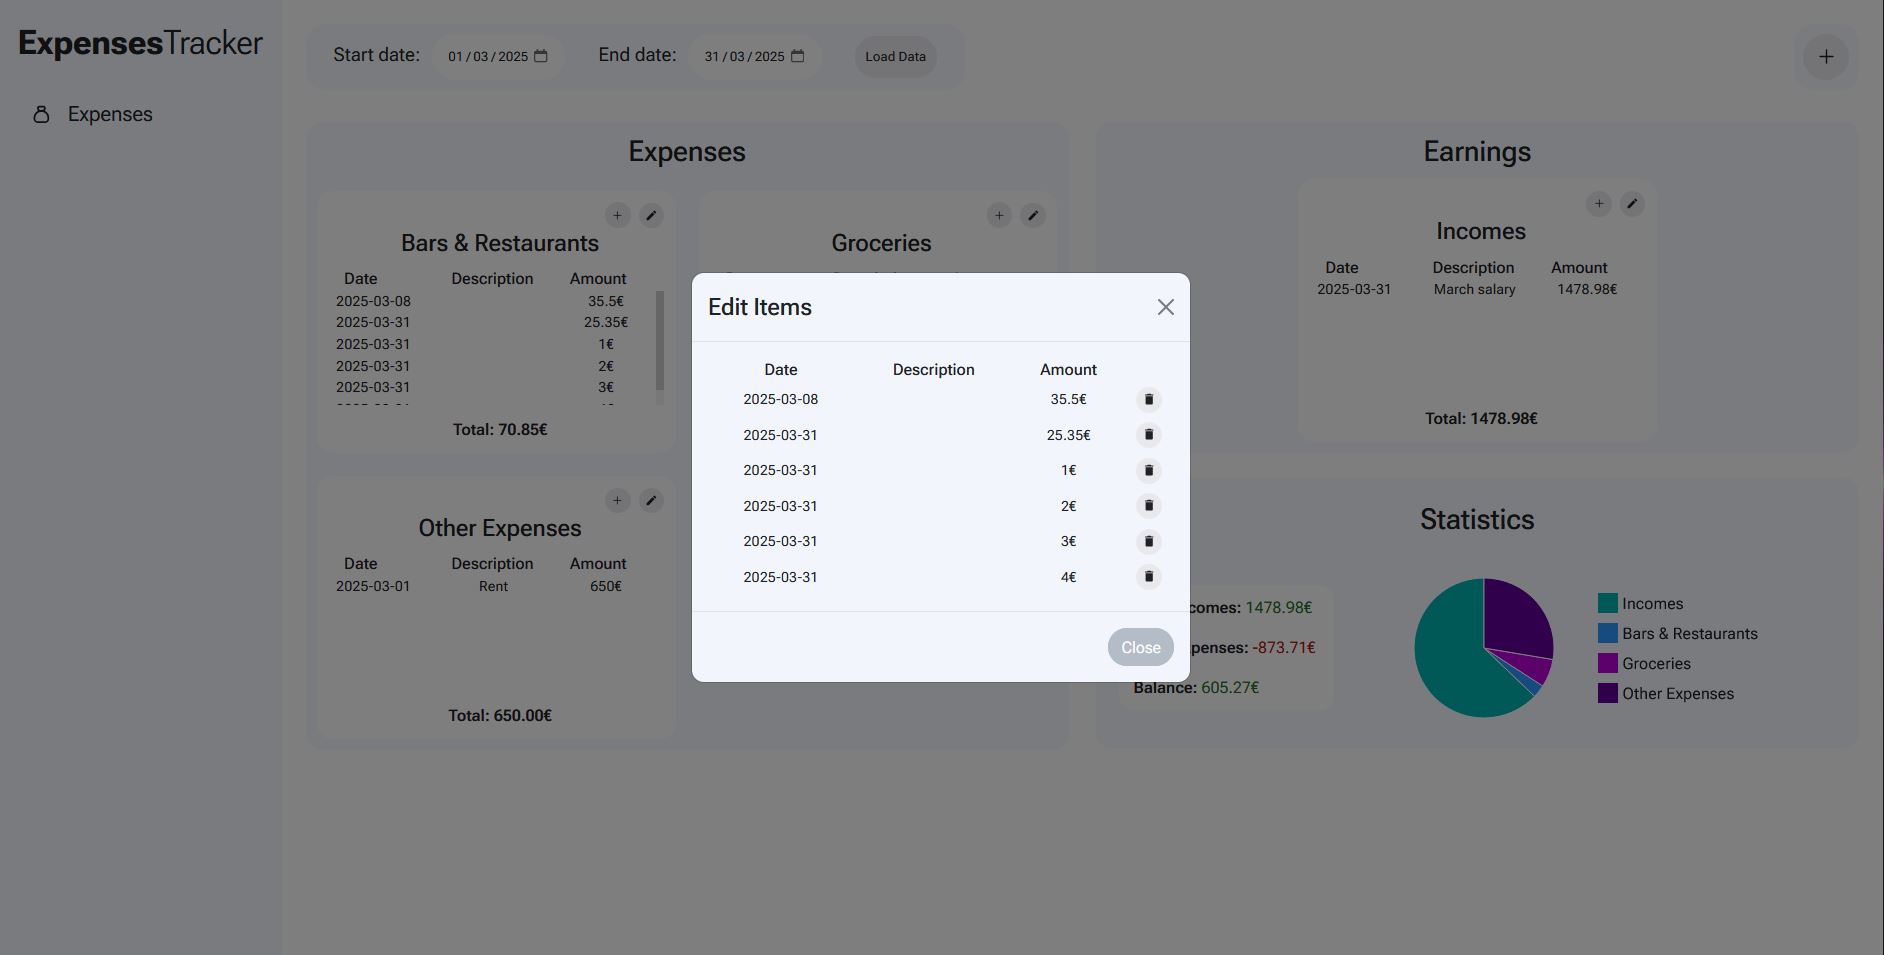 ExpensesTracker
Expenses
Start date: 01/03/2025 End date: 31/03/2025 Load Data
Expenses
Bars & Restaurants
Date Description Amount
2025-03-08 35.5€
2025-03-31 25.35€
2025-03-31 1€
2025-03-31 2€
2025-03-31 3€
Total: 70.85€
Groceries
Other Expenses
Date Description Amount
2025-03-01 Rent 650€
Total: 650.00€
Edit Items
Date Description Amount
2025-03-08 35.5€
2025-03-31 25.35€
2025-03-31 1€
2025-03-31 2€
2025-03-31 3€
2025-03-31 4€
Close
Earnings
Incomes
Date Description Amount
2025-03-31 March salary 1478.98€
Total: 1478.98€
Statistics
comes: 1478.98€
penses: -873.71€
Balance: 605.27€
Incomes
Bars & Restaurants
Groceries
Other Expenses